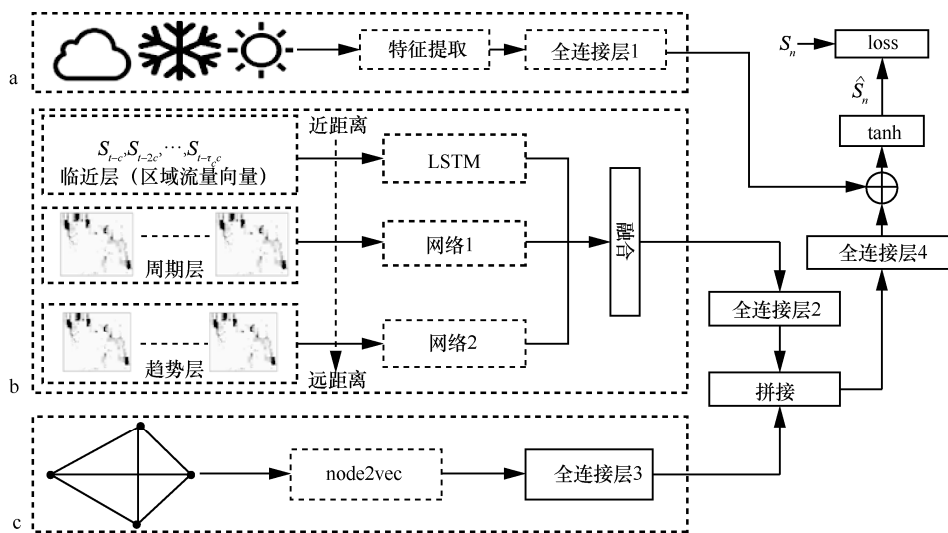 a
特征提取
全连接层1
S_n
loss
Ŝ_n
tanh
近距离
S_{t-c},S_{t-2c},⋯,S_{t-τ_c c}
临近层（区域流量向量）
LSTM
周期层
网络1
融合
全连接层4
全连接层2
趋势层
网络2
远距离
b
拼接
node2vec
全连接层3
c